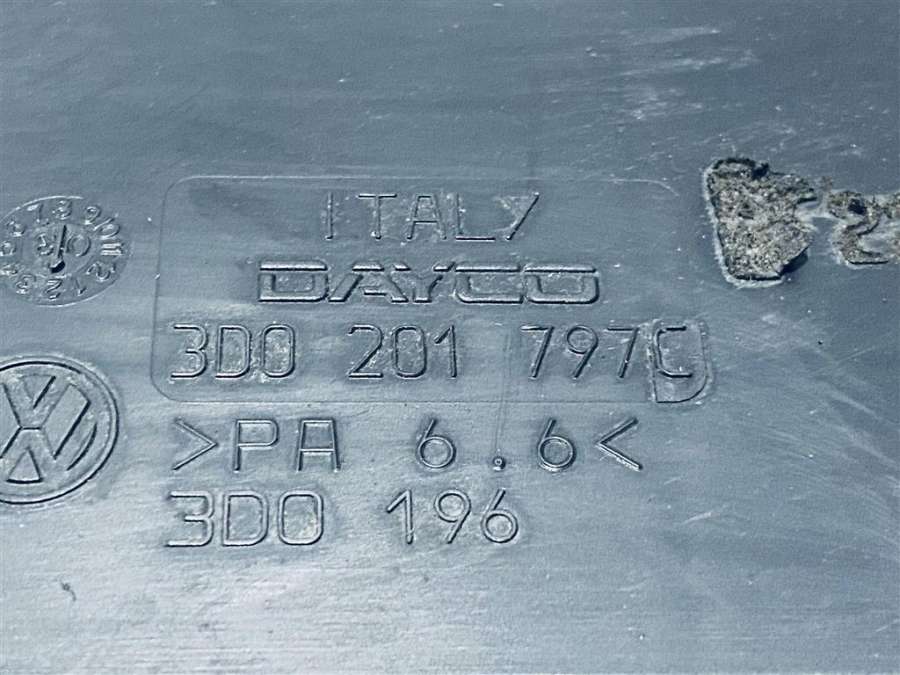 ITALY
DAYCO
3D0 201 797C
>PA 6.6<
3D0 196